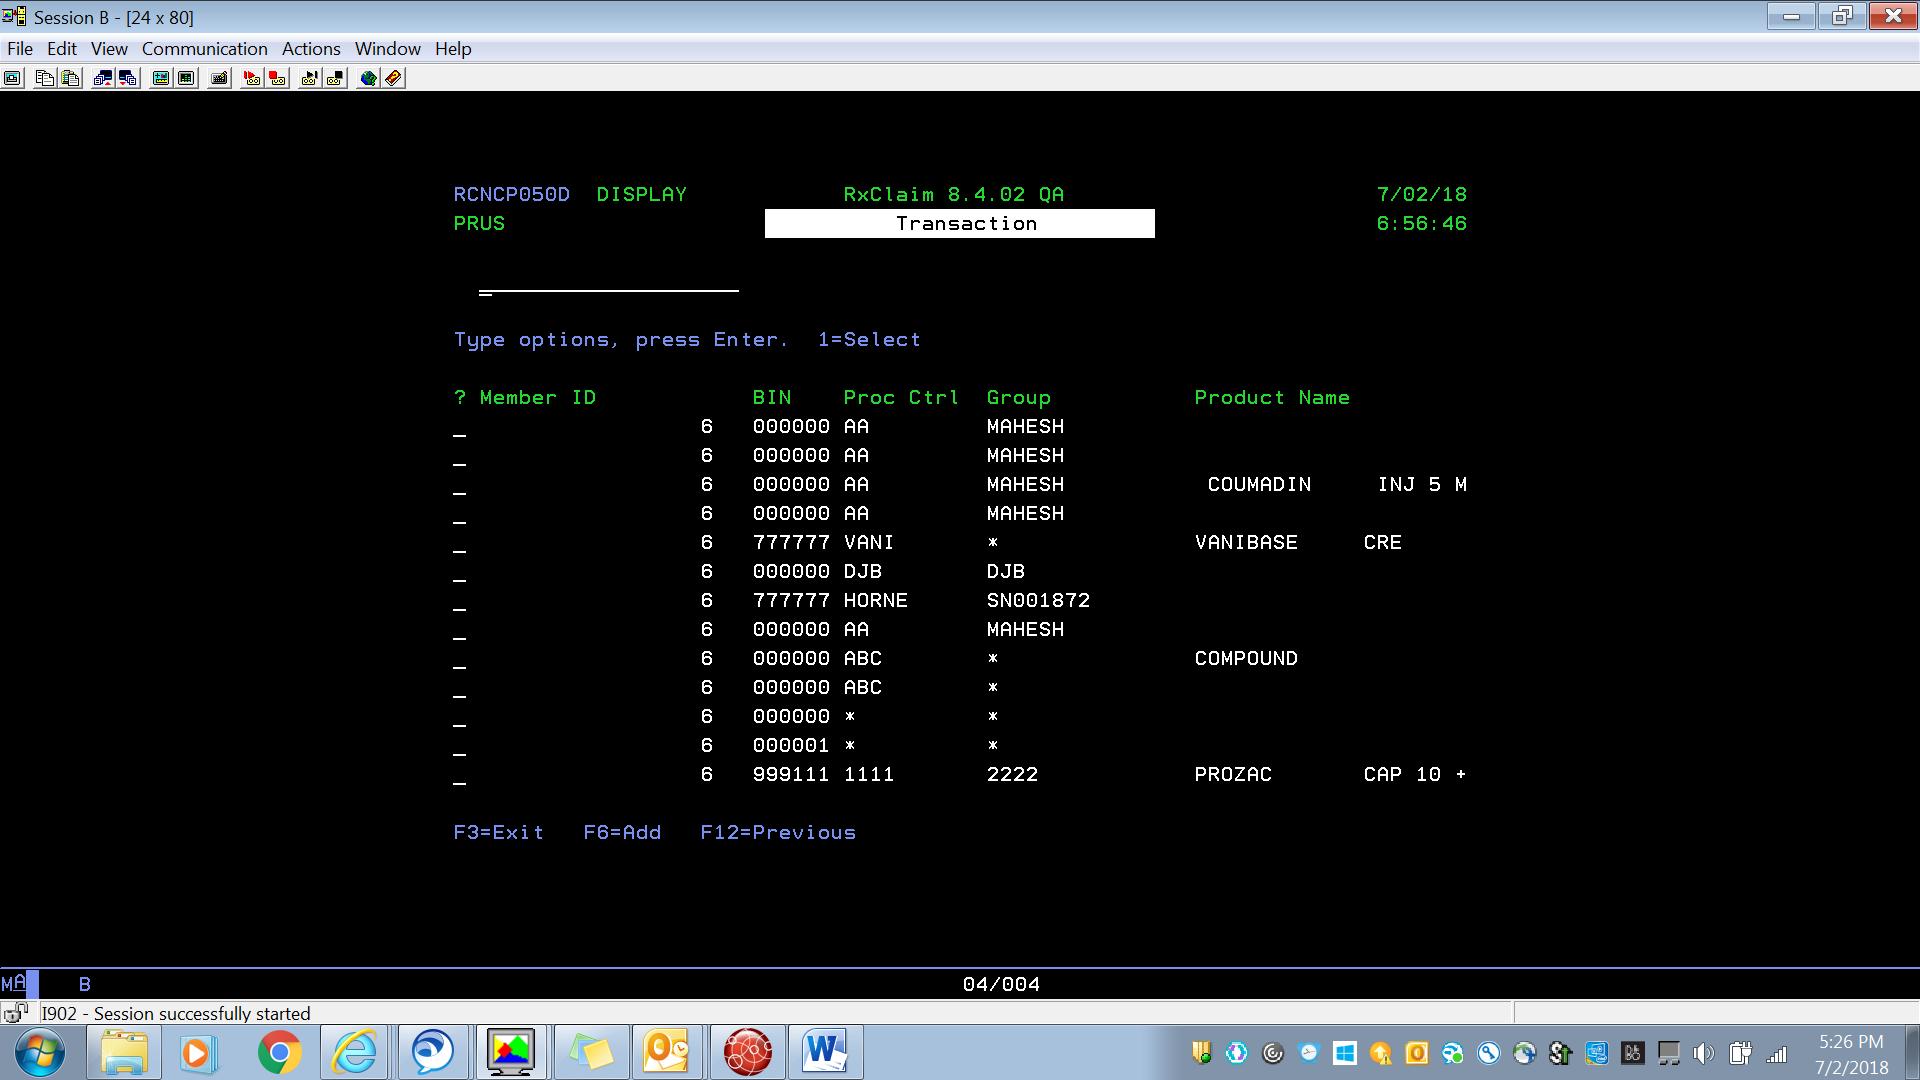 Session B - [24 x 80]
File Edit View Communication Actions Window Help
RCNCP050D DISPLAY RxClaim 8.4.02 QA 7/02/18
PRUS Transaction 6:56:46
Type options, press Enter. 1=Select
? Member ID BIN Proc Ctrl Group Product Name
_ 6 000000 AA MAHESH
_ 6 000000 AA MAHESH
_ 6 000000 AA MAHESH COUMADIN INJ 5 M
_ 6 000000 AA MAHESH
_ 6 777777 VANI * VANIBASE CRE
_ 6 000000 DJB DJB
_ 6 777777 HORNE SN001872
_ 6 000000 AA MAHESH
_ 6 000000 ABC * COMPOUND
_ 6 000000 ABC *
_ 6 000000 * *
_ 6 000001 * *
_ 6 999111 1111 2222 PROZAC CAP 10 +
F3=Exit F6=Add F12=Previous
MA B 04/004
I902 - Session successfully started
5:26 PM
7/2/2018